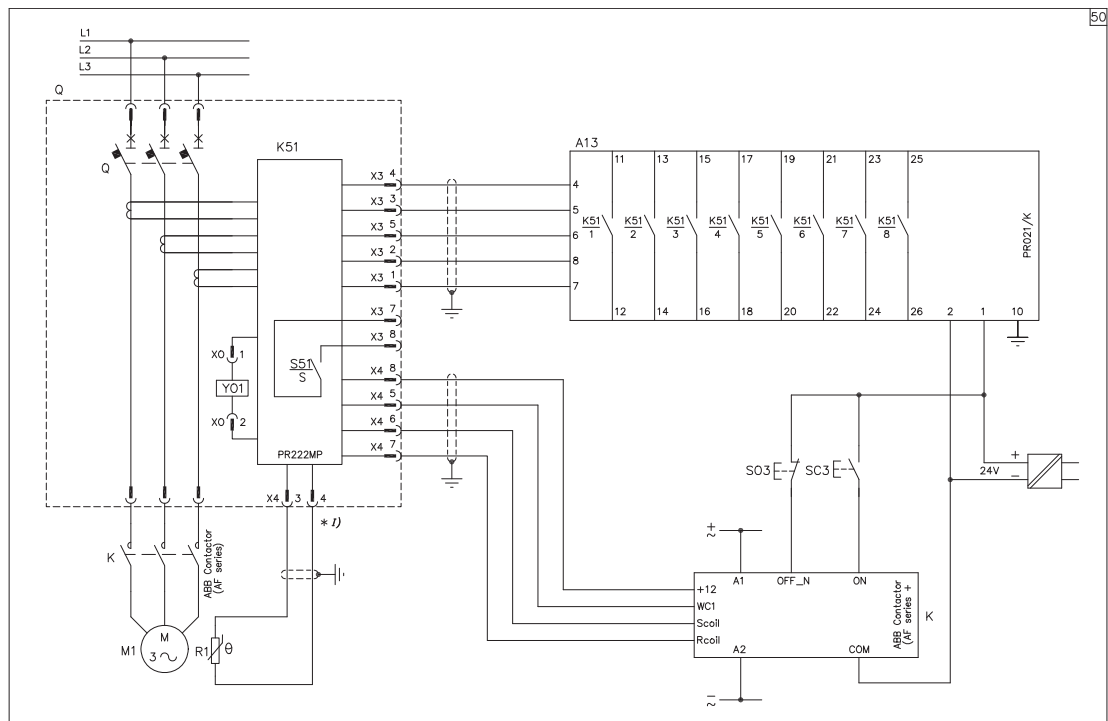 50
L1
L2
L3
Q
Q
K51
X3 4
X3 3
X3 5
X3 2
X3 1
X3 7
X3 8
X4 8
X4 5
X4 6
X4 7
S51
S
X0 1
Y01
X0 2
PR222MP
X4 3 4
* 1)
A13
11 13 15 17 19 21 23 25
4
5
6
8
7
K51 K51 K51 K51 K51 K51 K51 K51
1 2 3 4 5 6 7 8
PR021/K
12 14 16 18 20 22 24 26 2 1 10
SO3
SC3
24V
+
−
K
ABB Contactor
(AF series)
M1
M
3 ~
R1
θ
+
~
A1 OFF_N ON
+12
WC1
Scoil
Rcoil
ABB Contactor
(AF series +
K
A2 COM
−
~